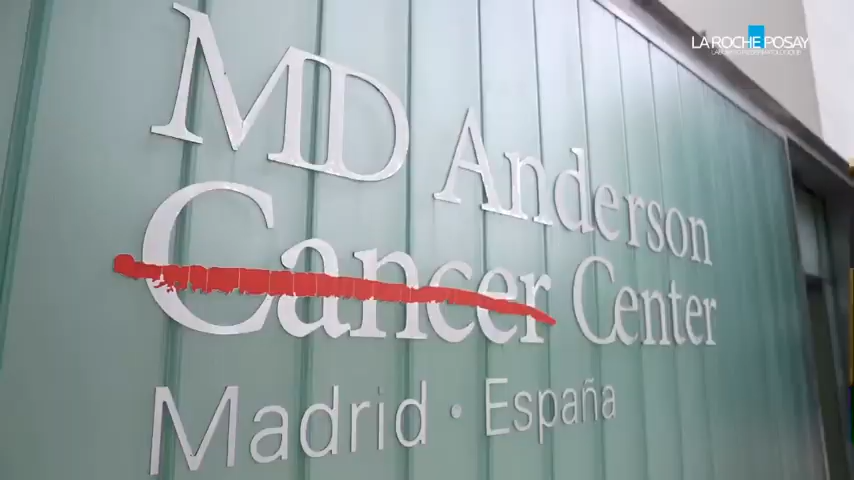 LA ROCHE POSAY
MD Anderson
Cancer Center
Madrid · España